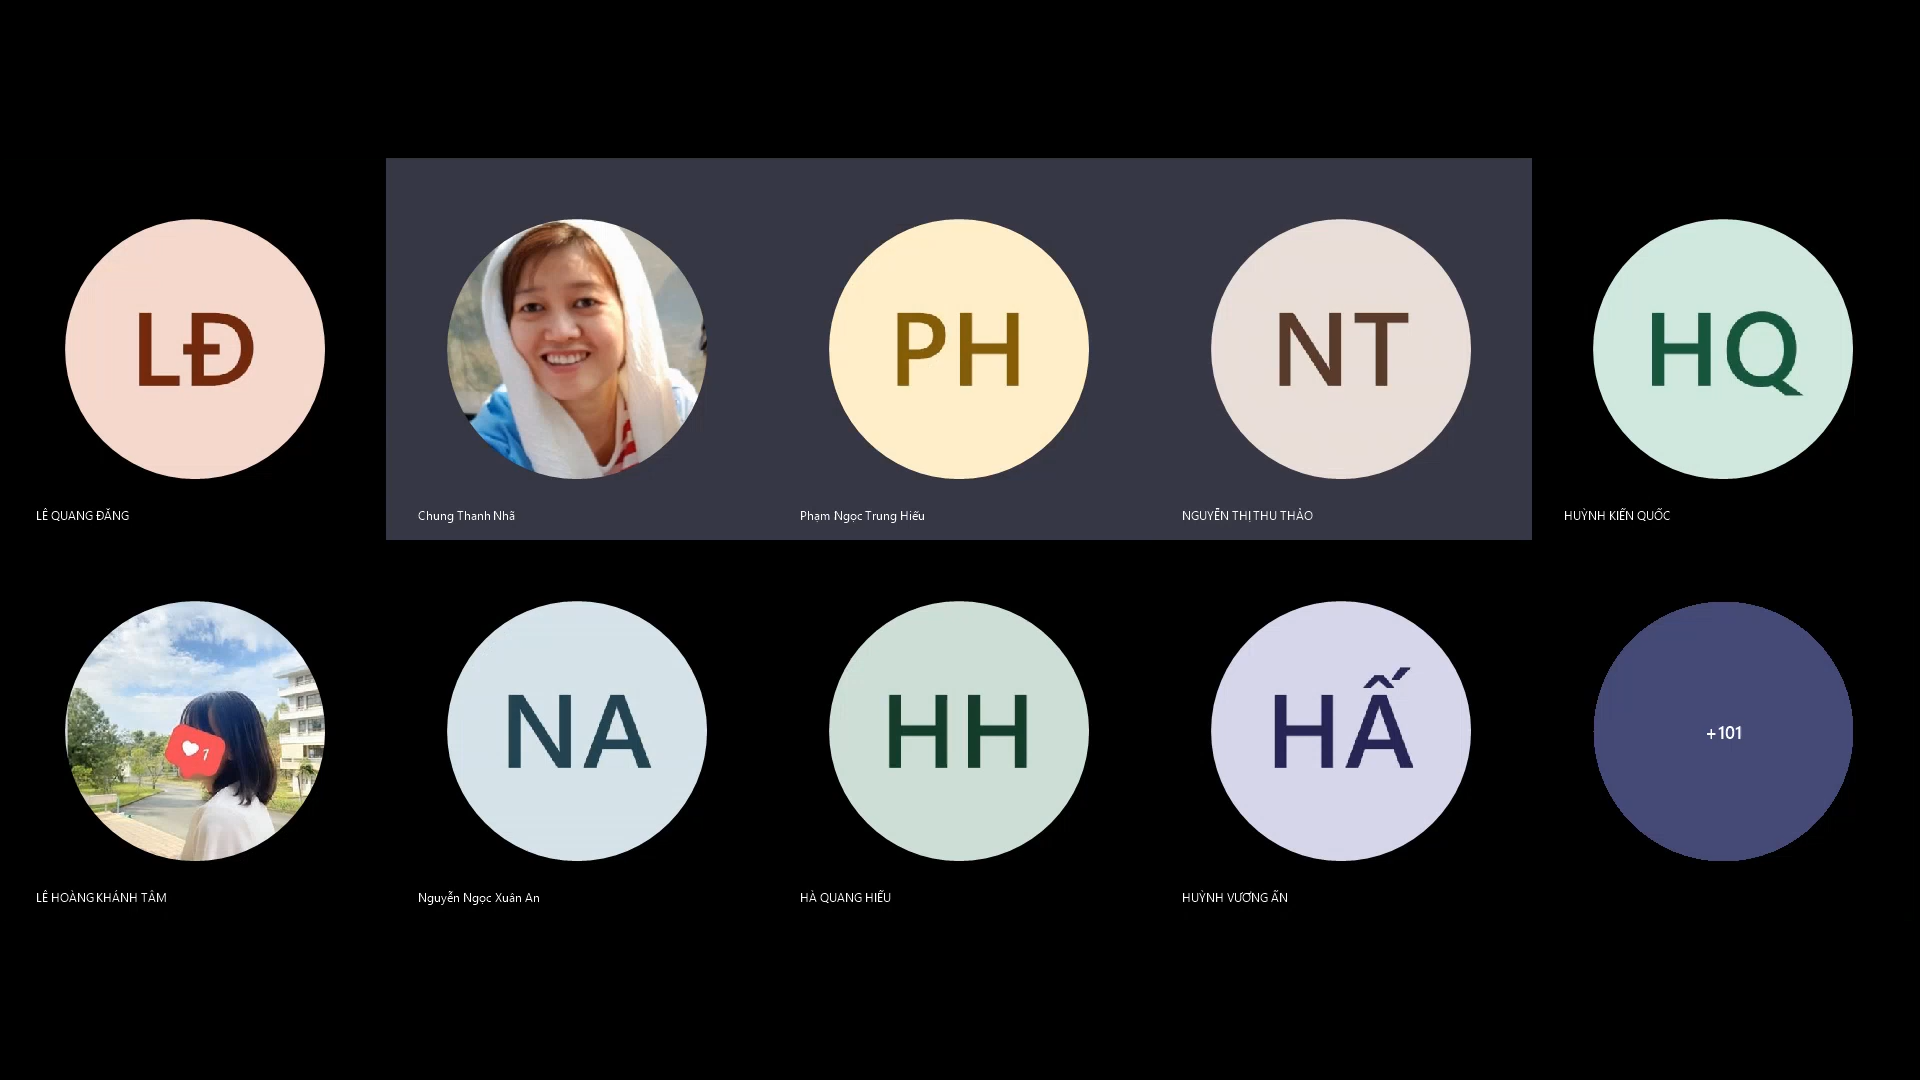 LĐ
PH
NT
HQ
LÊ QUANG ĐĂNG
Chung Thanh Nhã
Phạm Ngọc Trung Hiếu
NGUYỄN THỊ THU THẢO
HUỲNH KIẾN QUỐC
1
NA
HH
HẤ
+101
LÊ HOÀNG KHÁNH TÂM
Nguyễn Ngọc Xuân An
HÀ QUANG HIẾU
HUỲNH VƯƠNG ẤN